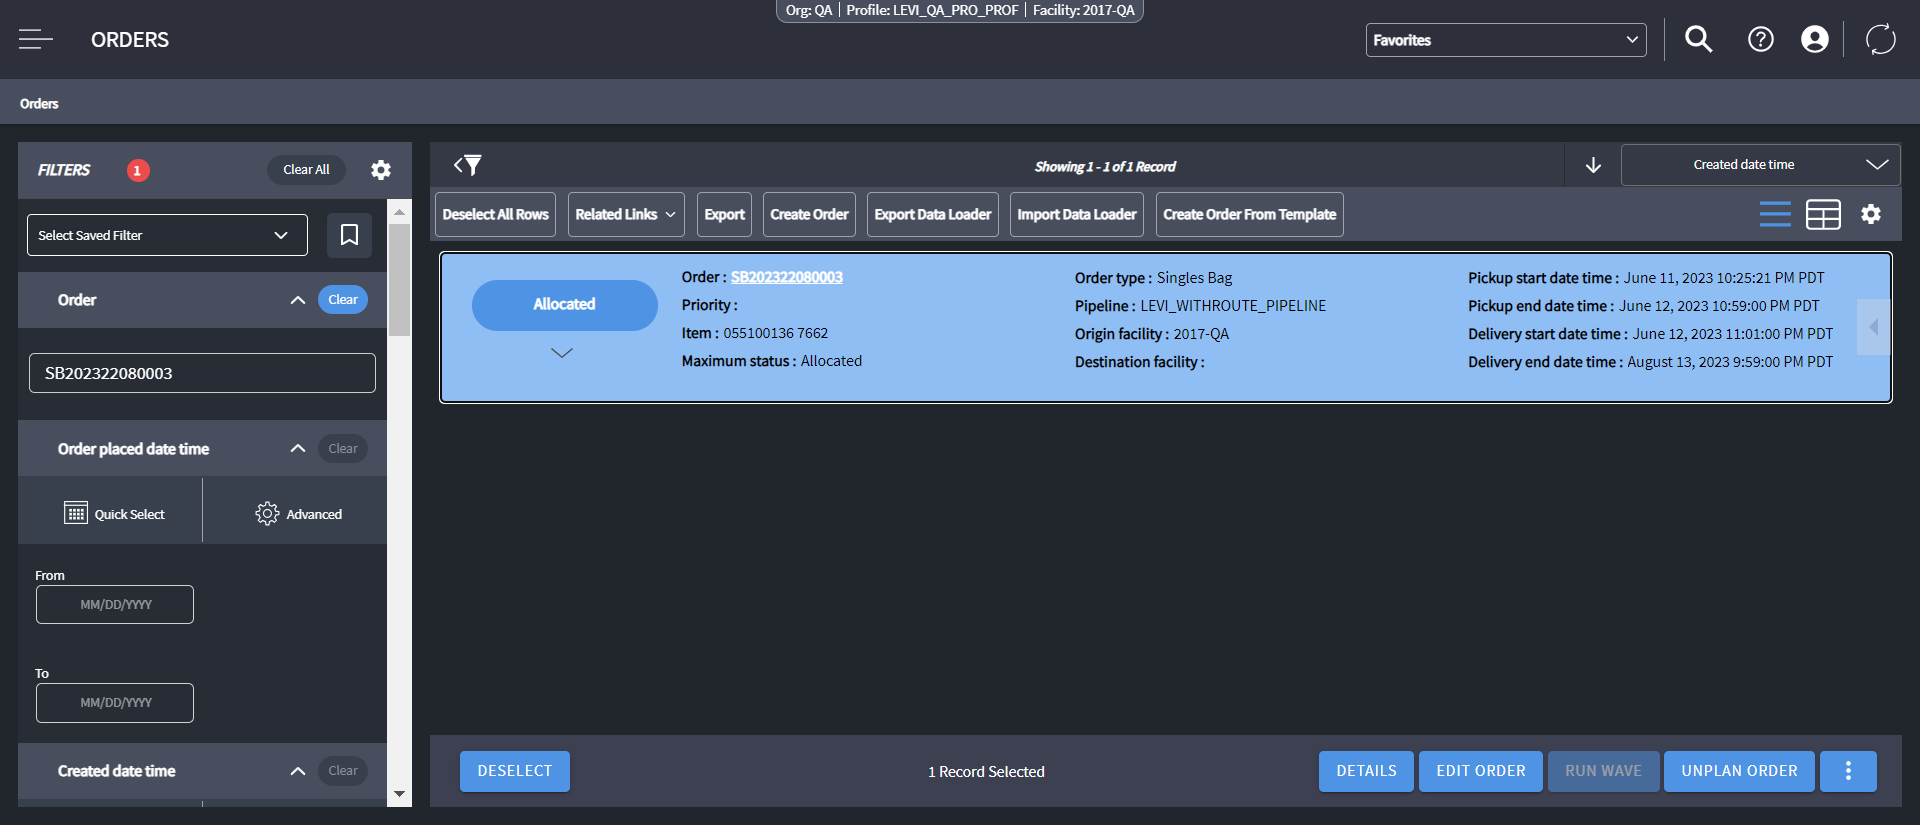 Org: QA | Profile: LEVI_QA_PRO_PROF | Facility: 2017-QA
ORDERS
Favorites
Orders
FILTERS 1 Clear All
Select Saved Filter
Order Clear
SB202322080003
Order placed date time Clear
Quick Select Advanced
From
MM/DD/YYYY
To
MM/DD/YYYY
Created date time Clear
Showing 1 - 1 of 1 Record
Created date time
Deselect All Rows Related Links Export Create Order Export Data Loader Import Data Loader Create Order From Template
Allocated
Order : SB202322080003
Priority :
Item : 055100136 7662
Maximum status : Allocated
Order type : Singles Bag
Pipeline : LEVI_WITHROUTE_PIPELINE
Origin facility : 2017-QA
Destination facility :
Pickup start date time : June 11, 2023 10:25:21 PM PDT
Pickup end date time : June 12, 2023 10:59:00 PM PDT
Delivery start date time : June 12, 2023 11:01:00 PM PDT
Delivery end date time : August 13, 2023 9:59:00 PM PDT
DESELECT
1 Record Selected
DETAILS EDIT ORDER RUN WAVE UNPLAN ORDER